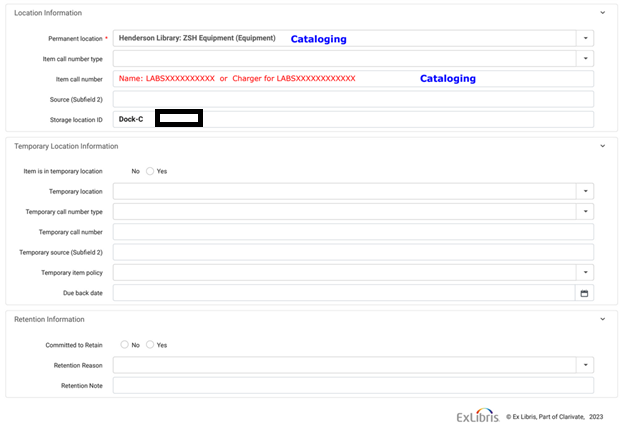 Location Information
Permanent location * Henderson Library: ZSH Equipment (Equipment) Cataloging
Item call number type
Item call number Name: LABSXXXXXXXXXX or Charger for LABSXXXXXXXXXXXX Cataloging
Source (Subfield 2)
Storage location ID Dock-C
Temporary Location Information
Item is in temporary location No Yes
Temporary location
Temporary call number type
Temporary call number
Temporary source (Subfield 2)
Temporary item policy
Due back date
Retention Information
Committed to Retain No Yes
Retention Reason
Retention Note
ExLibris © Ex Libris, Part of Clarivate, 2023